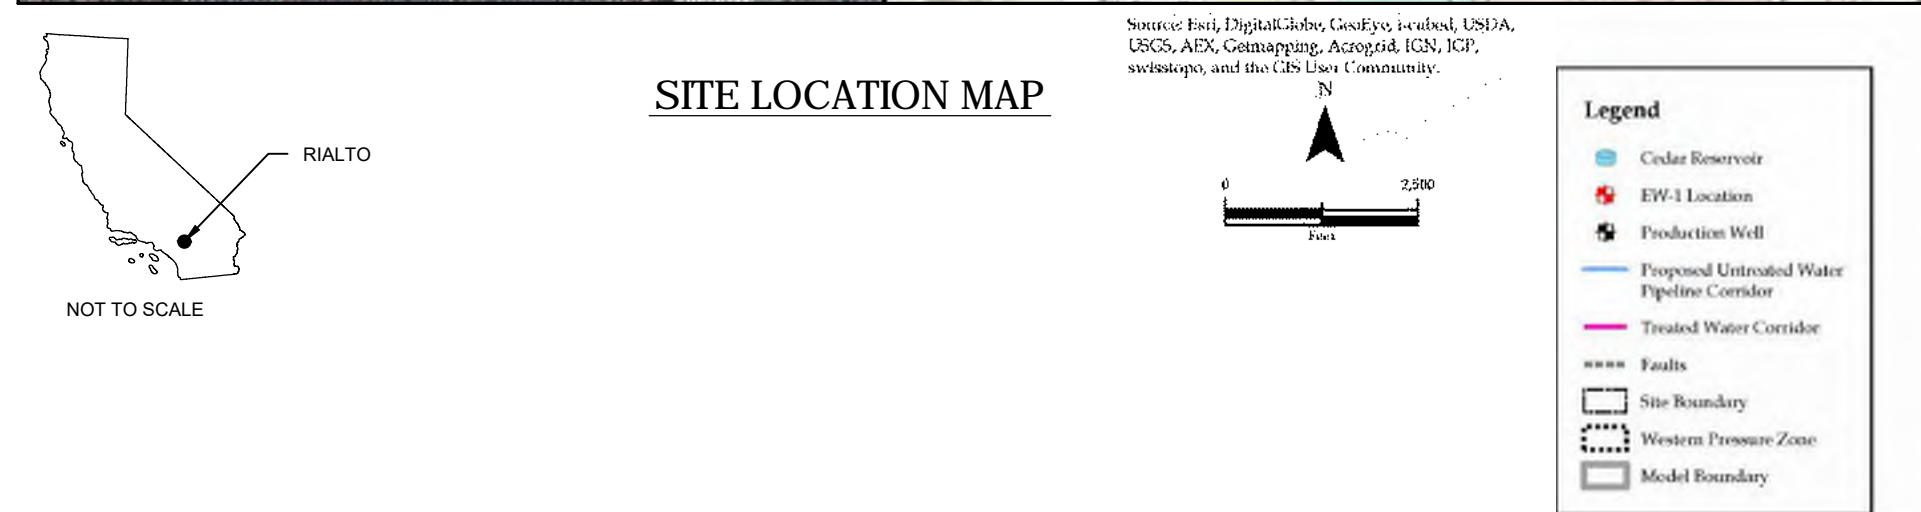 Source: Esri, DigitalGlobe, GeoEye, i-cubed, USDA,
USGS, AEX, Getmapping, Aerogrid, IGN, IGP,
swisstopo, and the GIS User Community.
SITE LOCATION MAP
N
0 2,500
Feet
RIALTO
NOT TO SCALE
Legend
Cedar Reservoir
EW-1 Location
Production Well
Proposed Untreated Water
Pipeline Corridor
Treated Water Corridor
Faults
Site Boundary
Western Pressure Zone
Model Boundary